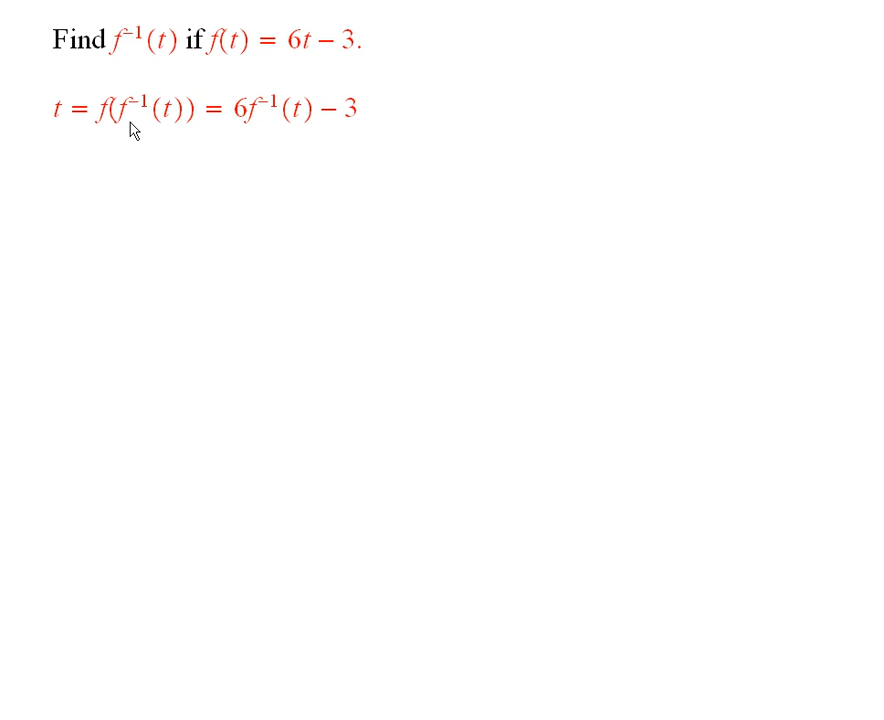 Find f⁻¹(t) if f(t) = 6t − 3.
t = f(f⁻¹(t)) = 6f⁻¹(t) − 3